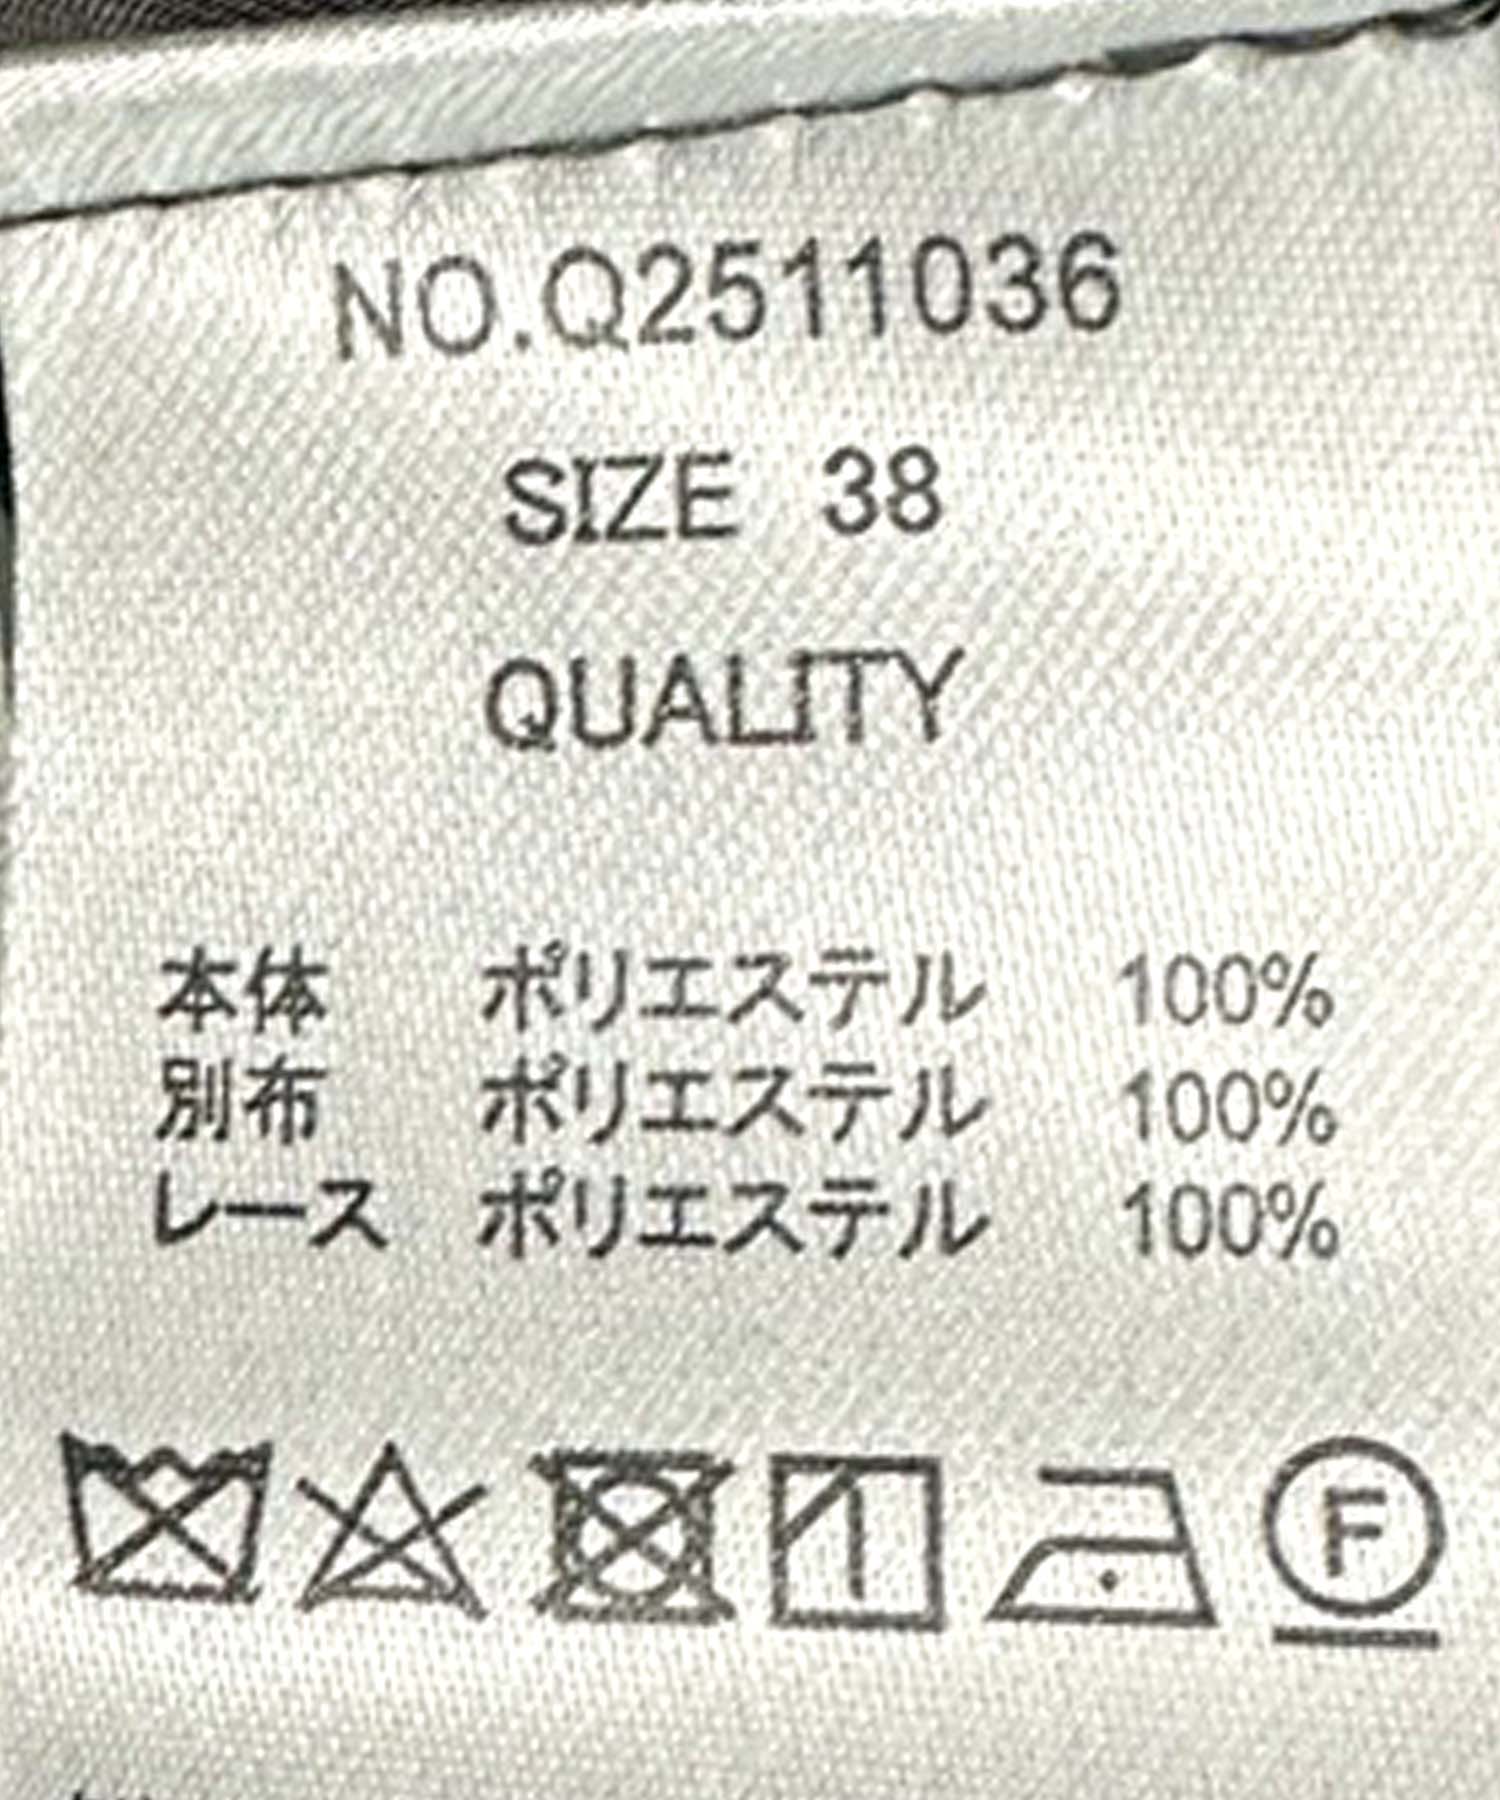 NO.Q2511036
SIZE 38
QUALITY
本体 ポリエステル 100%
別布 ポリエステル 100%
レース ポリエステル 100%
F